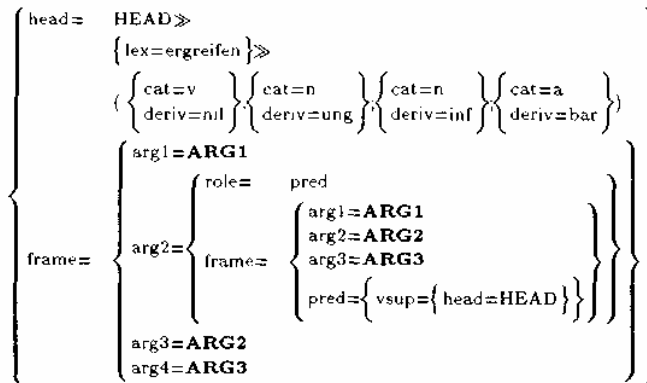 head= HEAD≫
{lex=ergreifen}≫
({cat=v deriv=nil};{cat=n deriv=ung};{cat=n deriv=inf};{cat=a deriv=bar})
arg1=ARG1
role= pred
arg1=ARG1
arg2=ARG2
arg2=
frame= arg3=ARG3
frame=
pred={vsup={head=HEAD}}
arg3=ARG2
arg4=ARG3